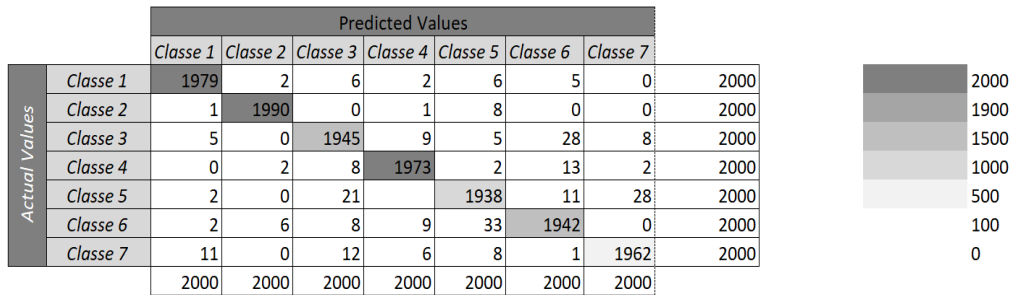 Predicted Values
Classe 1 Classe 2 Classe 3 Classe 4 Classe 5 Classe 6 Classe 7
Actual Values
Classe 1 1979 2 6 2 6 5 0 2000 2000
Classe 2 1 1990 0 1 8 0 0 2000 1900
Classe 3 5 0 1945 9 5 28 8 2000 1500
Classe 4 0 2 8 1973 2 13 2 2000 1000
Classe 5 2 0 21 1938 11 28 2000 500
Classe 6 2 6 8 9 33 1942 0 2000 100
Classe 7 11 0 12 6 8 1 1962 2000 0
2000 2000 2000 2000 2000 2000 2000